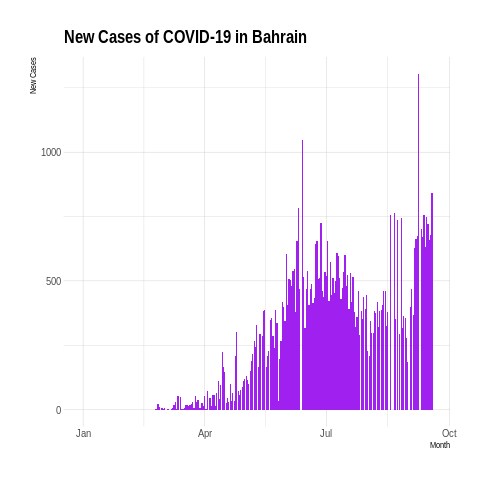 New Cases of COVID-19 in Bahrain
New Cases
1000
500
0
Jan Apr Jul Oct
Month